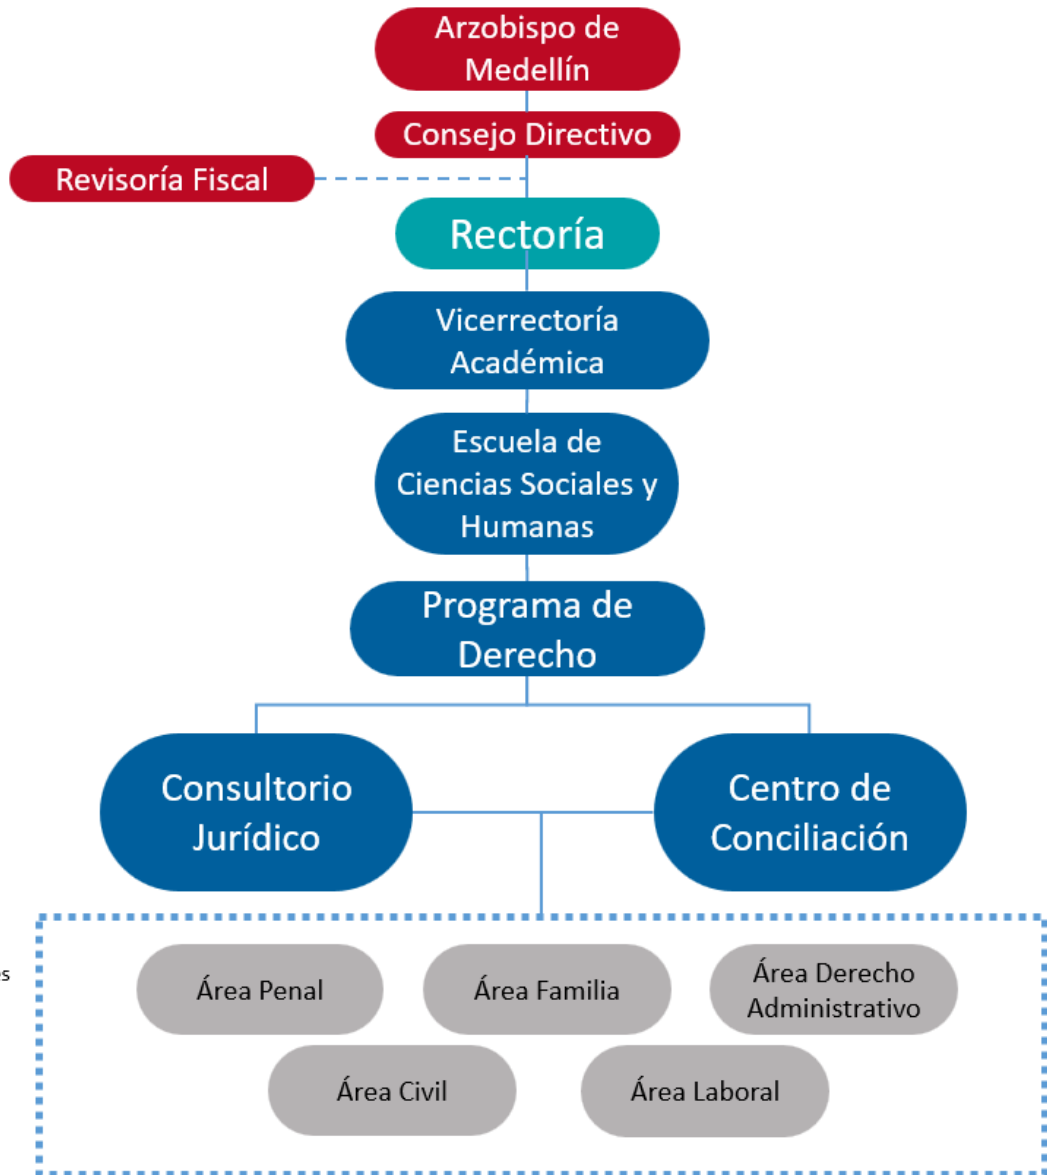 Arzobispo de
Medellín
Consejo Directivo
Revisoría Fiscal
Rectoría
Vicerrectoría
Académica
Escuela de
Ciencias Sociales y
Humanas
Programa de
Derecho
Consultorio
Jurídico
Centro de
Conciliación
Área Penal
Área Familia
Área Derecho
Administrativo
Área Civil
Área Laboral